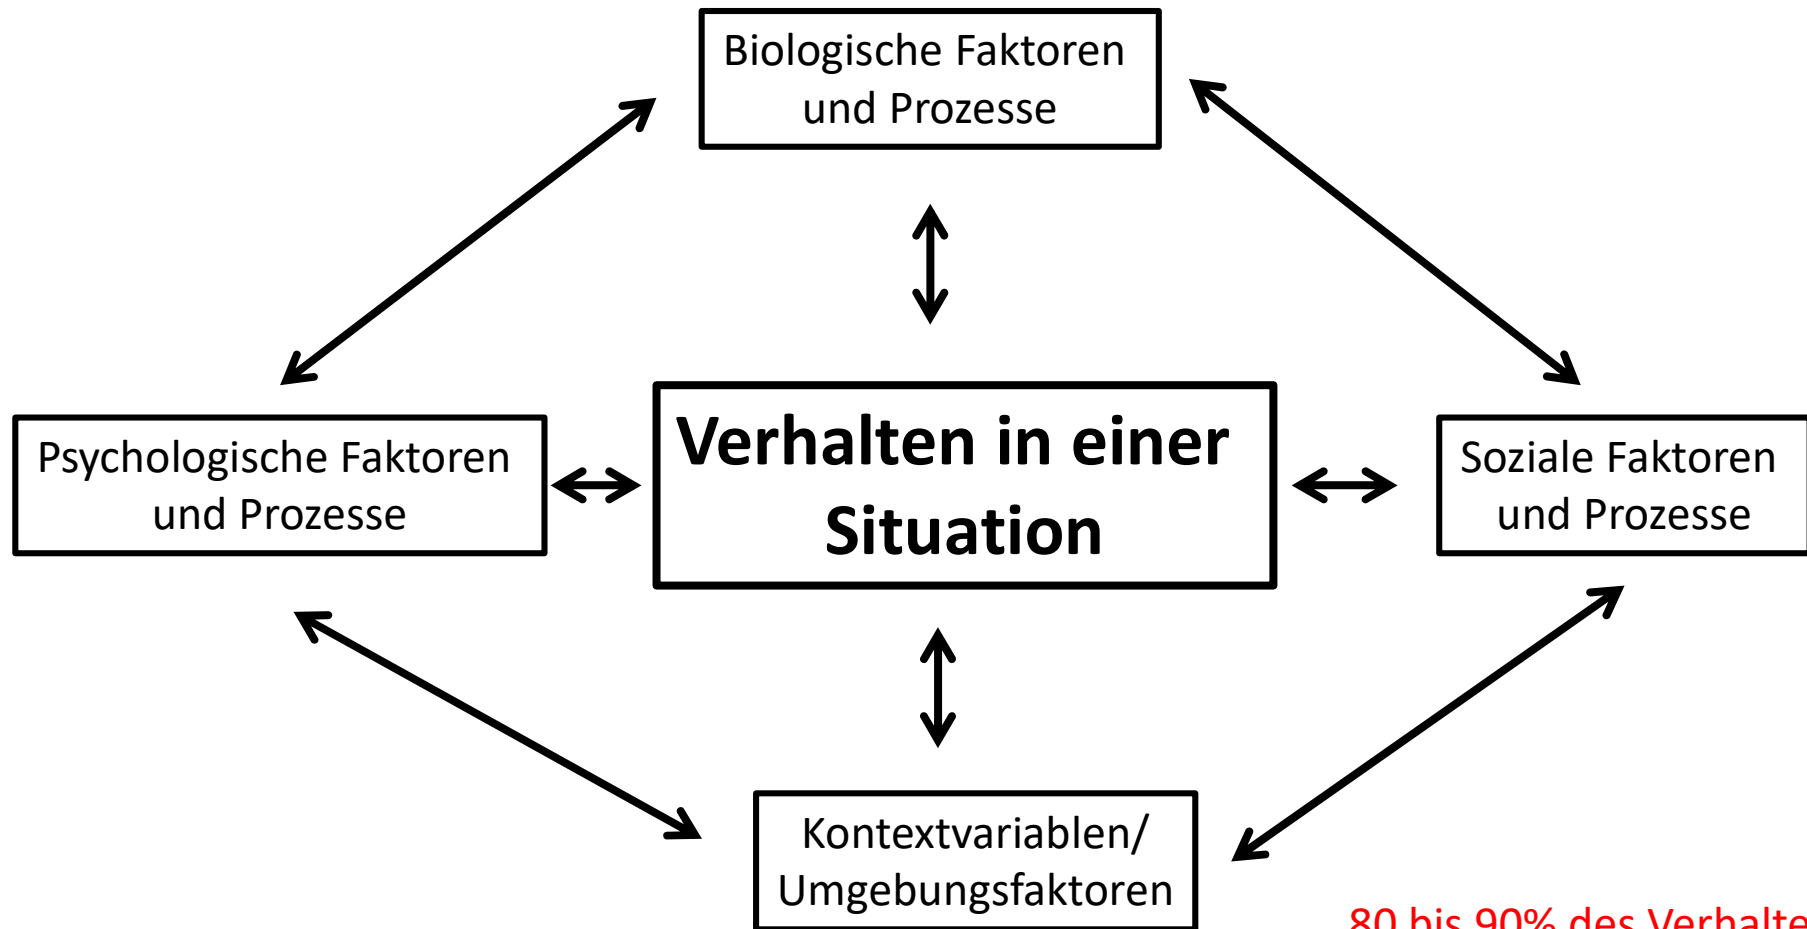 Biologische Faktoren
und Prozesse
Psychologische Faktoren
und Prozesse
Verhalten in einer
Situation
Soziale Faktoren
und Prozesse
Kontextvariablen/
Umgebungsfaktoren
80 bis 90% des